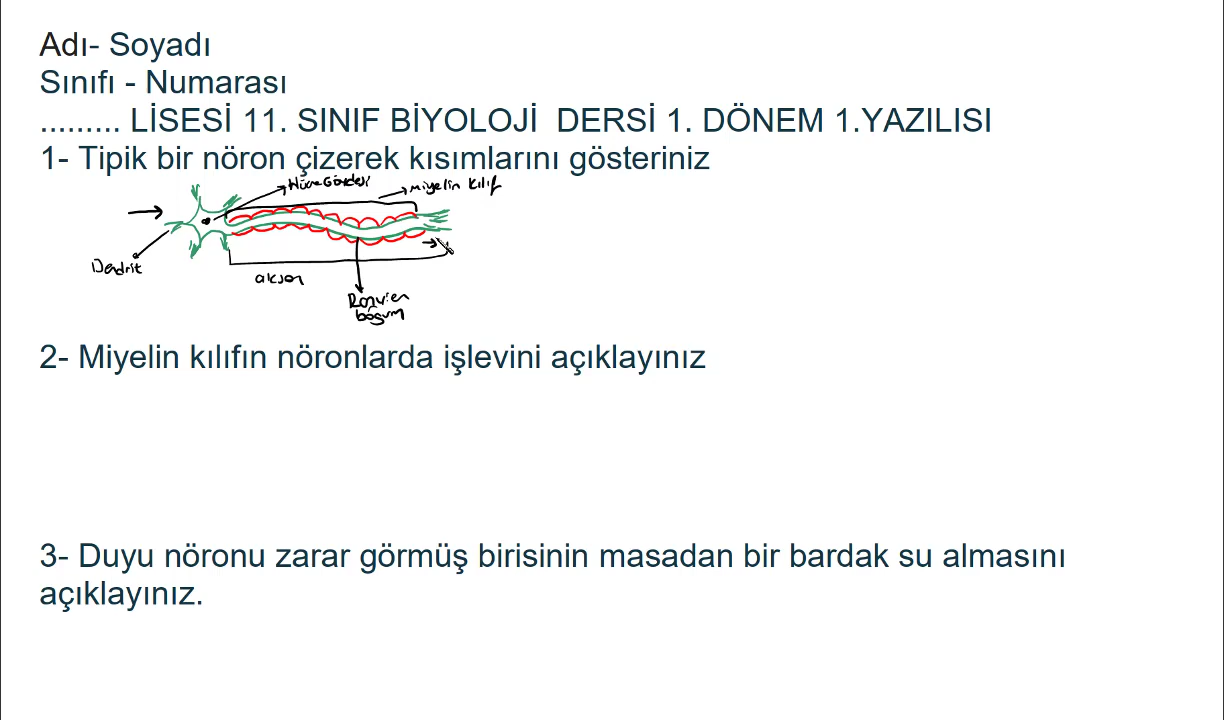 Adı- Soyadı
Sınıfı - Numarası
......... LİSESİ 11. SINIF BİYOLOJİ  DERSİ 1. DÖNEM 1.YAZILISI
1- Tipik bir nöron çizerek kısımlarını gösteriniz
Hücre Gövdesi
miyelin kılıf
Dendrit
akson
Ranvier
boğum
2- Miyelin kılıfın nöronlarda işlevini açıklayınız
3- Duyu nöronu zarar görmüş birisinin masadan bir bardak su almasını
açıklayınız.